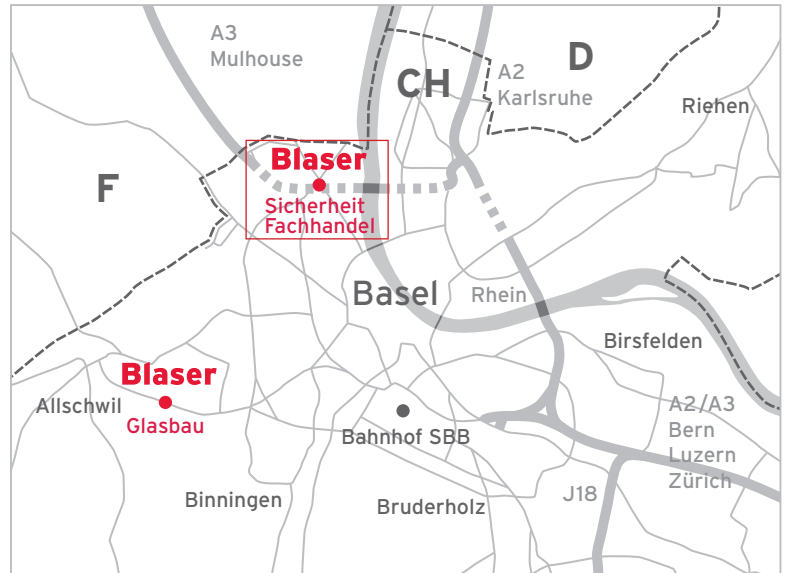 A3
Mulhouse
CH
D
A2
Karlsruhe
Riehen
F
Blaser
Sicherheit
Fachhandel
Basel
Rhein
Birsfelden
Blaser
Allschwil
Glasbau
Bahnhof SBB
A2/A3
Bern
Luzern
Zürich
Binningen
Bruderholz
J18